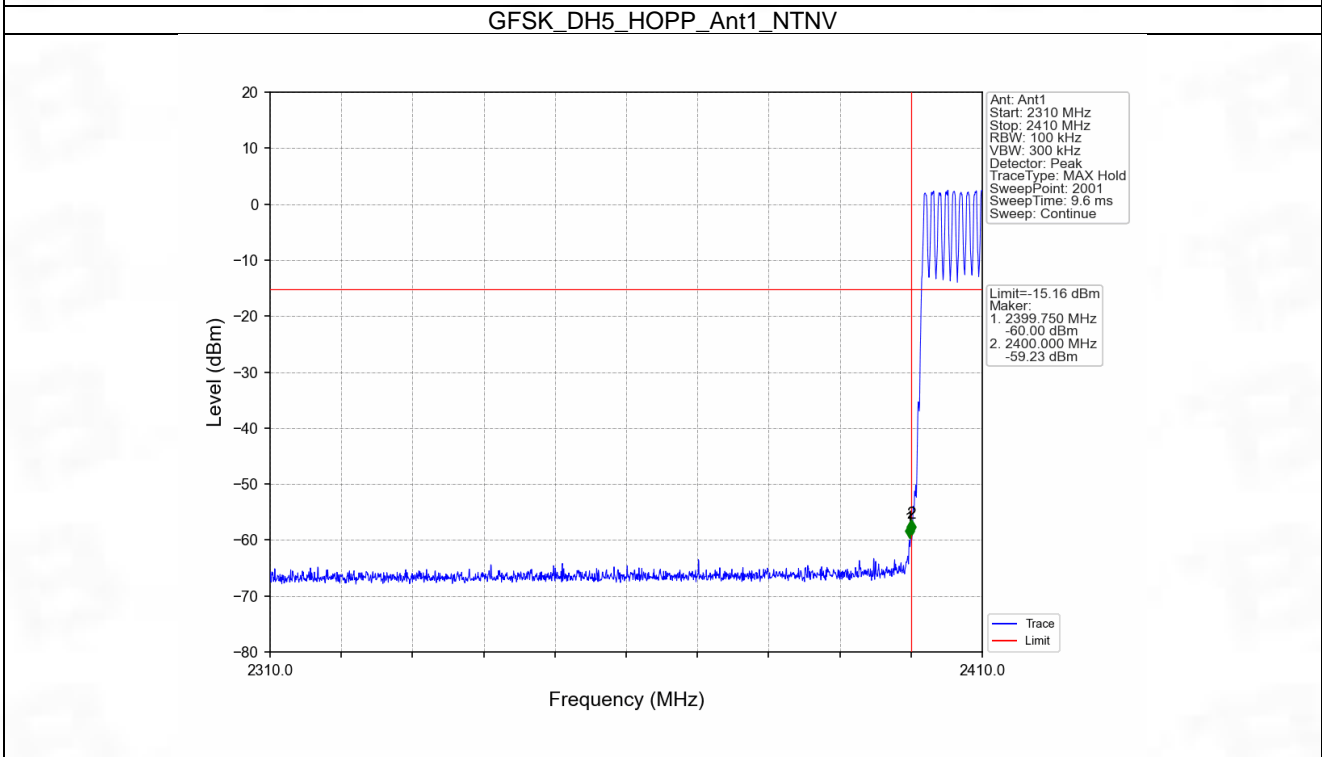 GFSK_DH5_HOPP_Ant1_NTNV
20
10
0
−10
−20
−30
−40
−50
−60
−70
−80
Level (dBm)
2310.0
2410.0
Frequency (MHz)
1
2
Ant: Ant1
Start: 2310 MHz
Stop: 2410 MHz
RBW: 100 kHz
VBW: 300 kHz
Detector: Peak
TraceType: MAX Hold
SweepPoint: 2001
SweepTime: 9.6 ms
Sweep: Continue
Limit=-15.16 dBm
Maker:
1. 2399.750 MHz
-60.00 dBm
2. 2400.000 MHz
-59.23 dBm
Trace
Limit